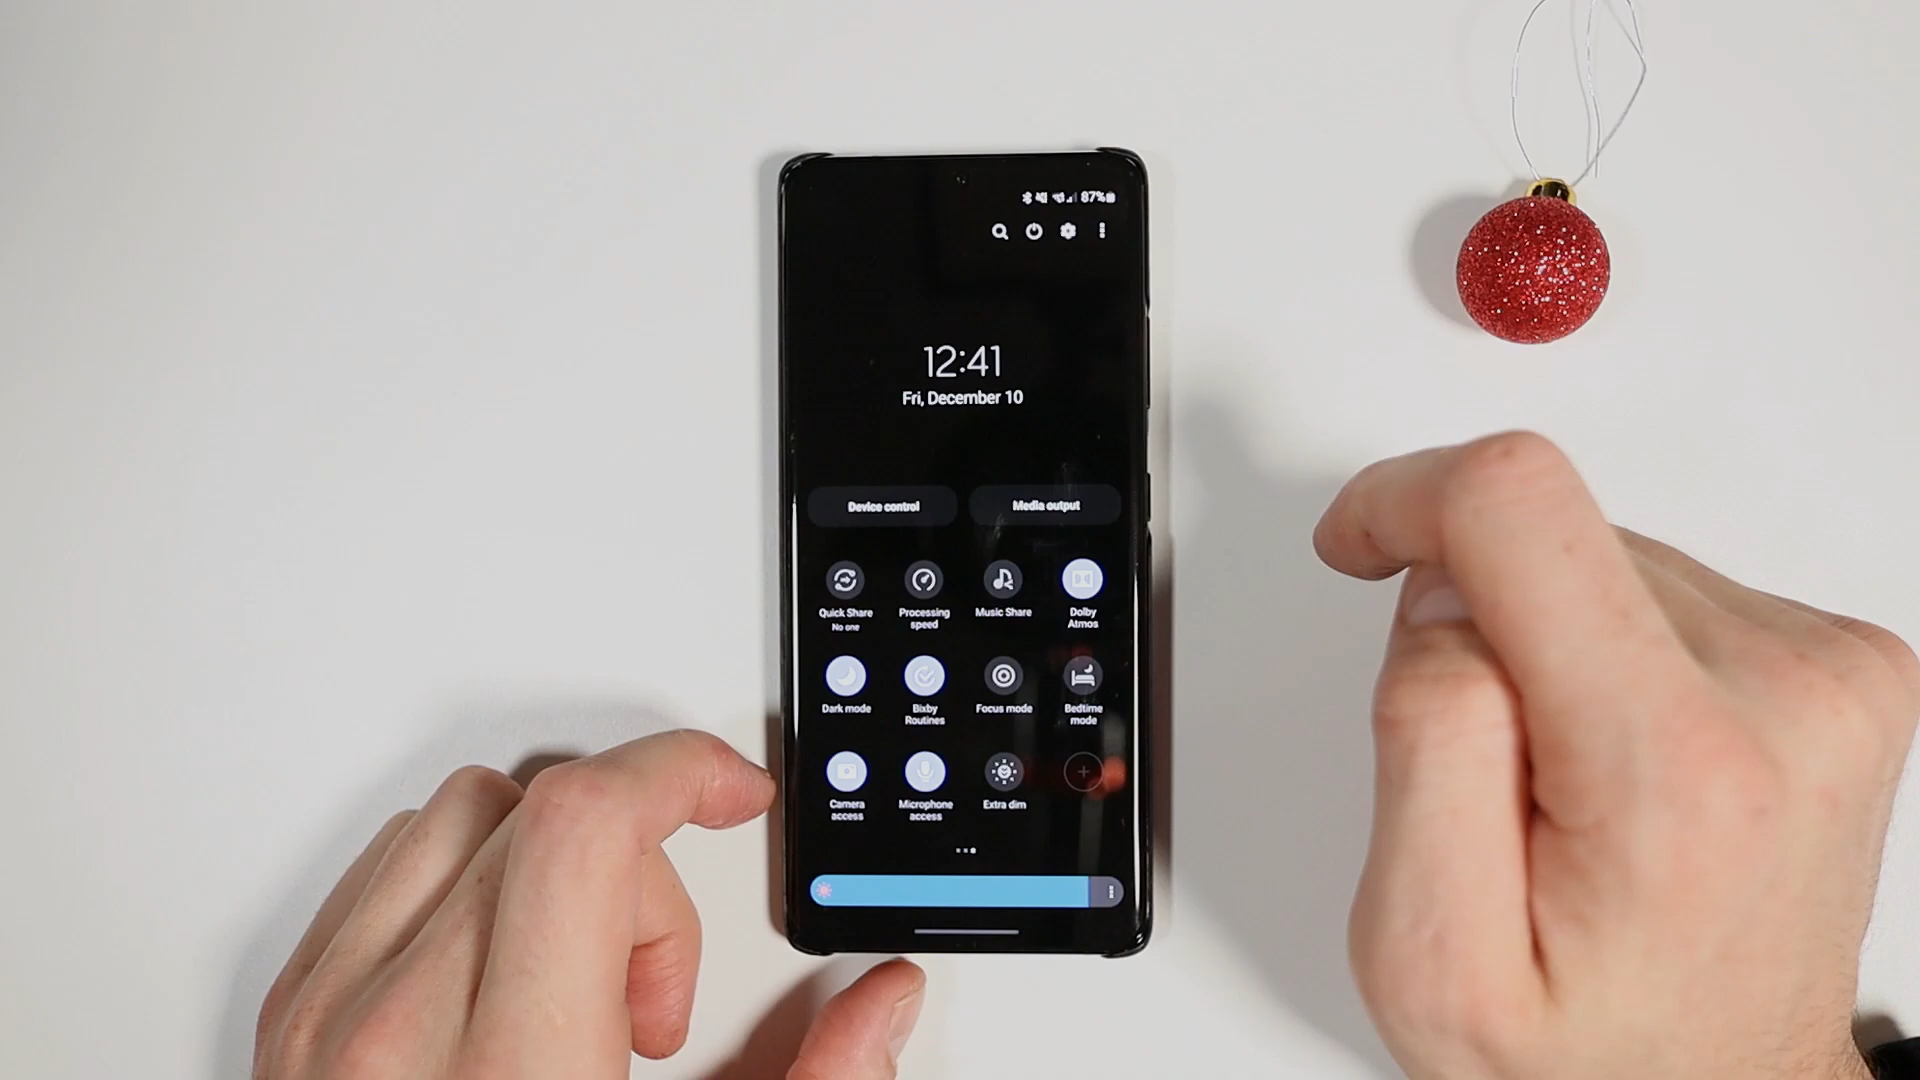 87%
12:41
Fri, December 10
Device control
Media output
Quick Share
No one
Processing
speed
Music Share
Dolby
Atmos
Dark mode
Bixby
Routines
Focus mode
Bedtime
mode
Camera
access
Microphone
access
Extra dim